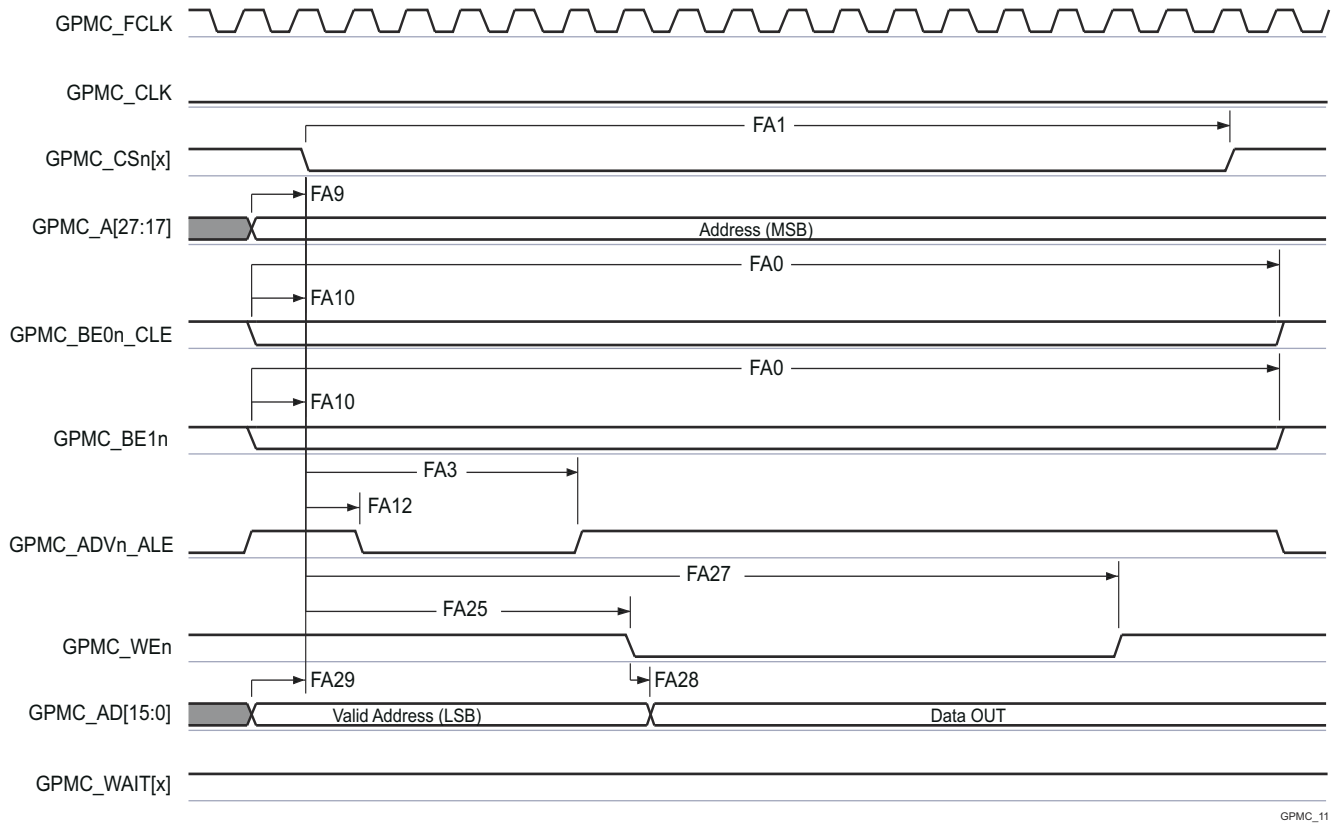 GPMC_FCLK
GPMC_CLK
FA1
GPMC_CSn[x]
FA9
GPMC_A[27:17]
Address (MSB)
FA0
FA10
GPMC_BE0n_CLE
FA0
FA10
GPMC_BE1n
FA3
FA12
GPMC_ADVn_ALE
FA27
FA25
GPMC_WEn
FA29
FA28
GPMC_AD[15:0]
Valid Address (LSB)
Data OUT
GPMC_WAIT[x]
GPMC_11